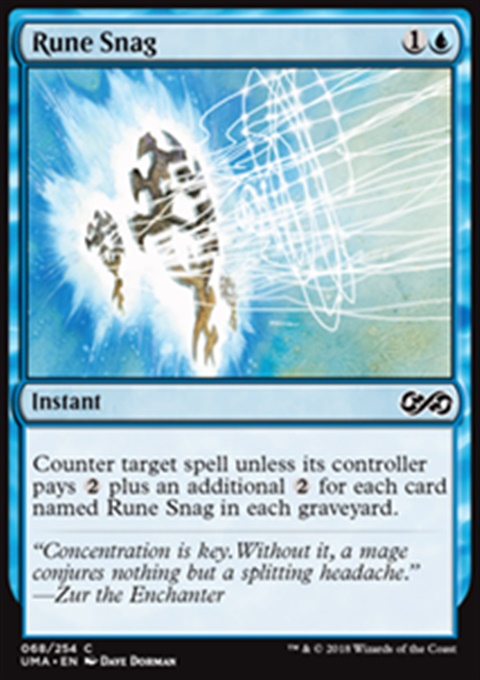 Rune Snag 1
Instant
Counter target spell unless its controller
pays 2 plus an additional 2 for each card
named Rune Snag in each graveyard.
“Concentration is key. Without it, a mage
conjures nothing but a splitting headache.”
—Zur the Enchanter
068/254 C
™ & © 2018 Wizards of the Coast
UMA • EN Dave Dorman